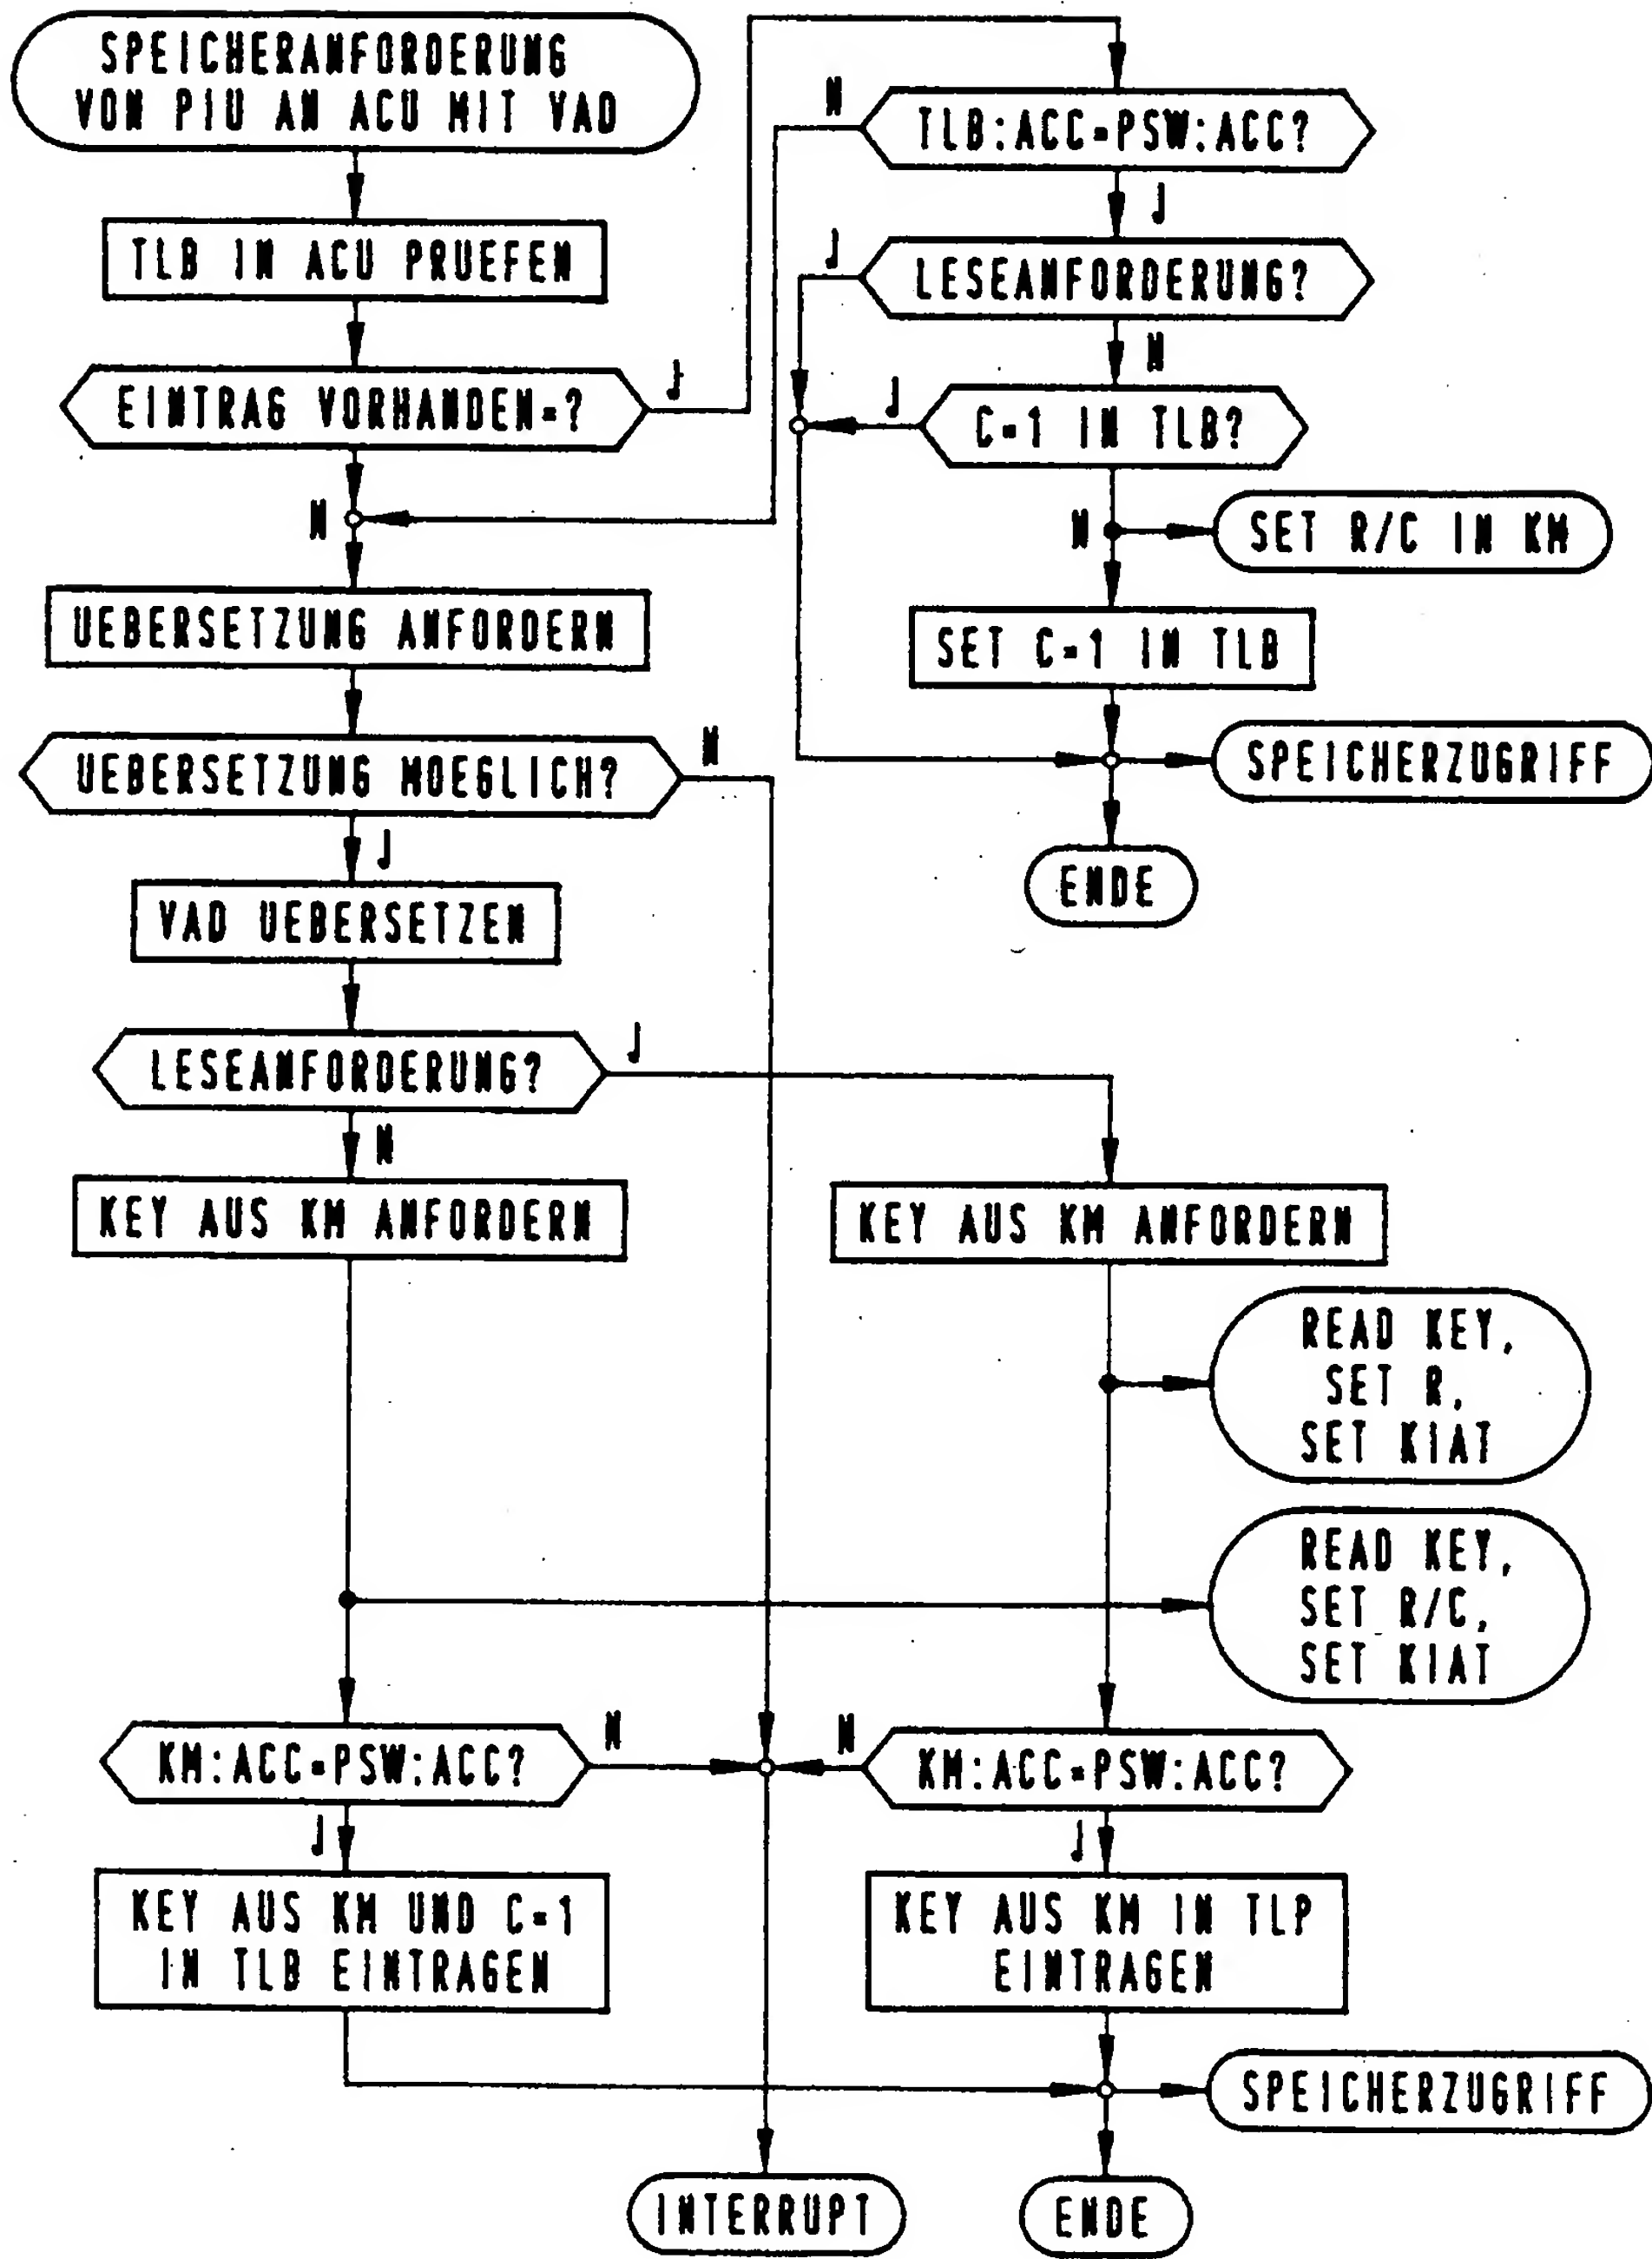 SPEICHERANFORDERUNG
VON PIU AN ACU MIT VAD
TLB IN ACU PRUEFEN
EINTRAG VORHANDEN=?
J
N
UEBERSETZUNG ANFORDERN
UEBERSETZUNG MOEGLICH?
N
J
VAD UEBERSETZEN
LESEANFORDERUNG?
J
N
KEY AUS KM ANFORDERN
KM:ACC=PSW:ACC?
N
J
KEY AUS KM UND C=1
IN TLB EINTRAGEN
N
TLB:ACC=PSW:ACC?
J
J
LESEANFORDERUNG?
N
J
C=1 IN TLB?
N
SET R/C IN KM
SET C=1 IN TLB
SPEICHERZUGRIFF
ENDE
KEY AUS KM ANFORDERN
READ KEY,
SET R,
SET KIAT
READ KEY,
SET R/C,
SET KIAT
N
KM:ACC=PSW:ACC?
J
KEY AUS KM IN TLP
EINTRAGEN
SPEICHERZUGRIFF
INTERRUPT
ENDE